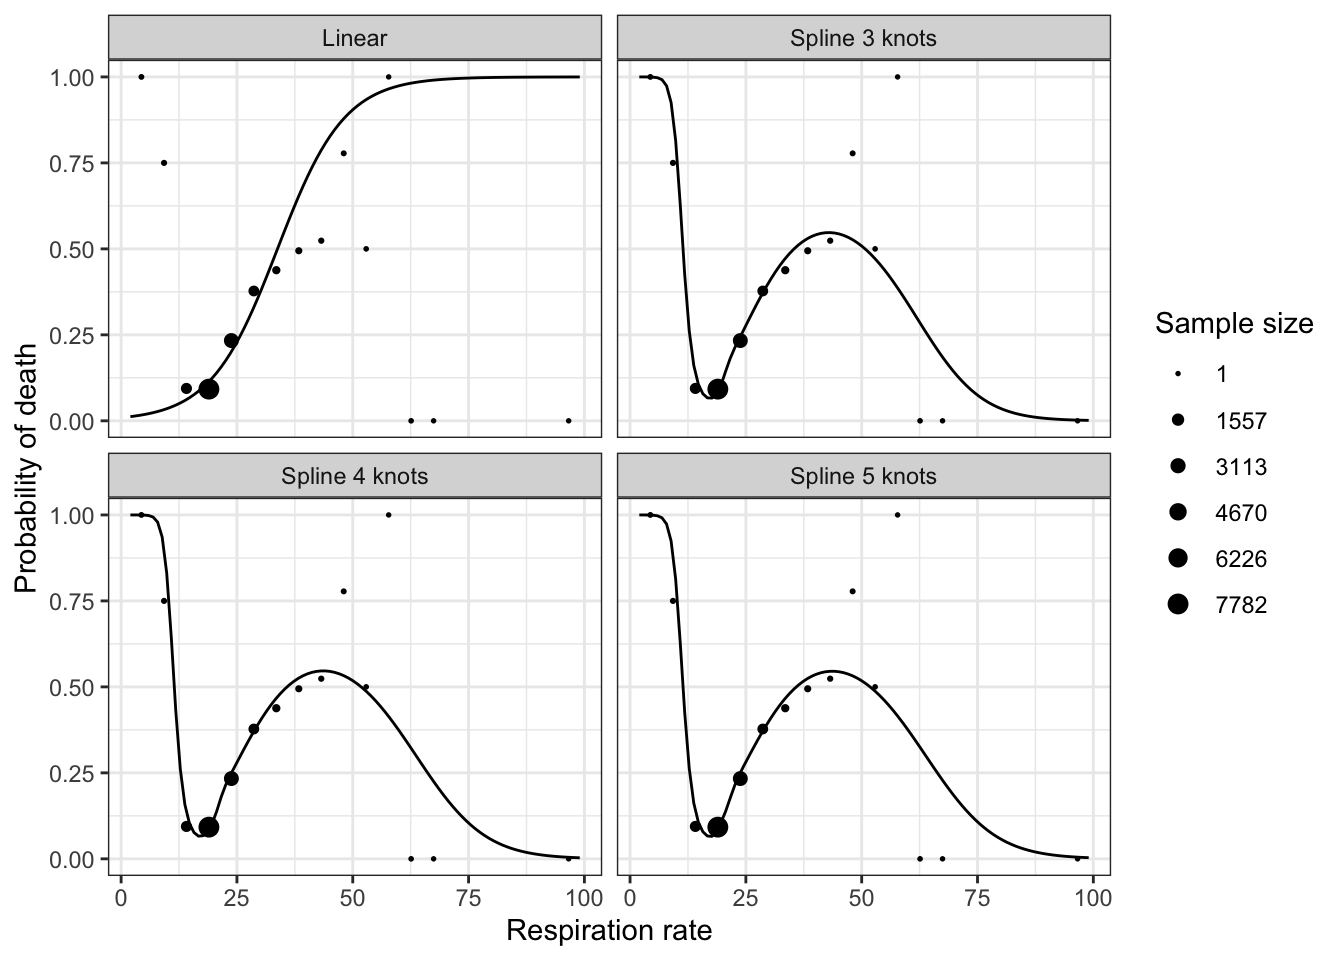 Linear
Spline 3 knots
1.00
0.75
0.50
0.25
0.00
Spline 4 knots
Spline 5 knots
1.00
0.75
0.50
0.25
0.00
0 25 50 75 100
0 25 50 75 100
Respiration rate
Probability of death
Sample size
1
1557
3113
4670
6226
7782